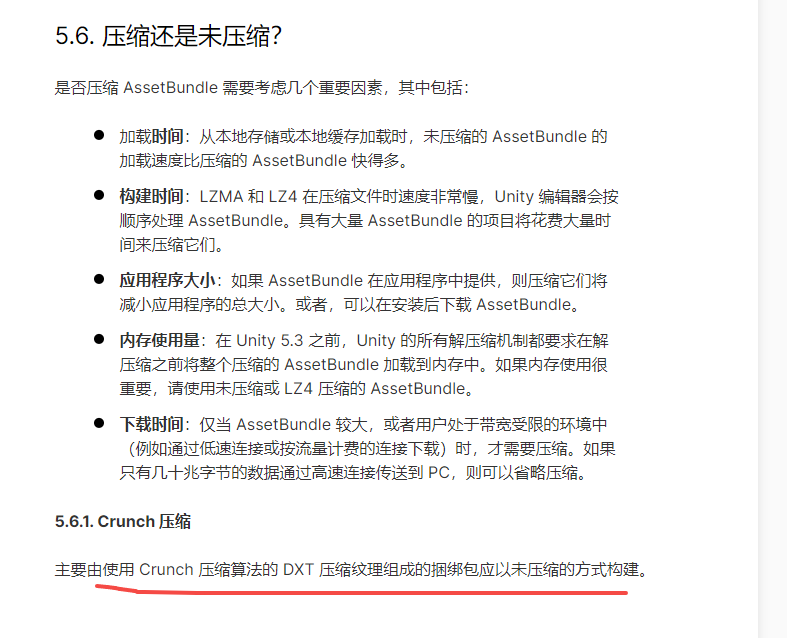 5.6. 压缩还是未压缩？
是否压缩 AssetBundle 需要考虑几个重要因素，其中包括：
加载时间：从本地存储或本地缓存加载时，未压缩的 AssetBundle 的
加载速度比压缩的 AssetBundle 快得多。
构建时间：LZMA 和 LZ4 在压缩文件时速度非常慢，Unity 编辑器会按
顺序处理 AssetBundle。具有大量 AssetBundle 的项目将花费大量时
间来压缩它们。
应用程序大小：如果 AssetBundle 在应用程序中提供，则压缩它们将
减小应用程序的总大小。或者，可以在安装后下载 AssetBundle。
内存使用量：在 Unity 5.3 之前，Unity 的所有解压缩机制都要求在解
压缩之前将整个压缩的 AssetBundle 加载到内存中。如果内存使用很
重要，请使用未压缩或 LZ4 压缩的 AssetBundle。
下载时间：仅当 AssetBundle 较大，或者用户处于带宽受限的环境中
（例如通过低速连接或按流量计费的连接下载）时，才需要压缩。如果
只有几十兆字节的数据通过高速连接传送到 PC，则可以省略压缩。
5.6.1. Crunch 压缩
主要由使用 Crunch 压缩算法的 DXT 压缩纹理组成的捆绑包应以未压缩的方式构建。